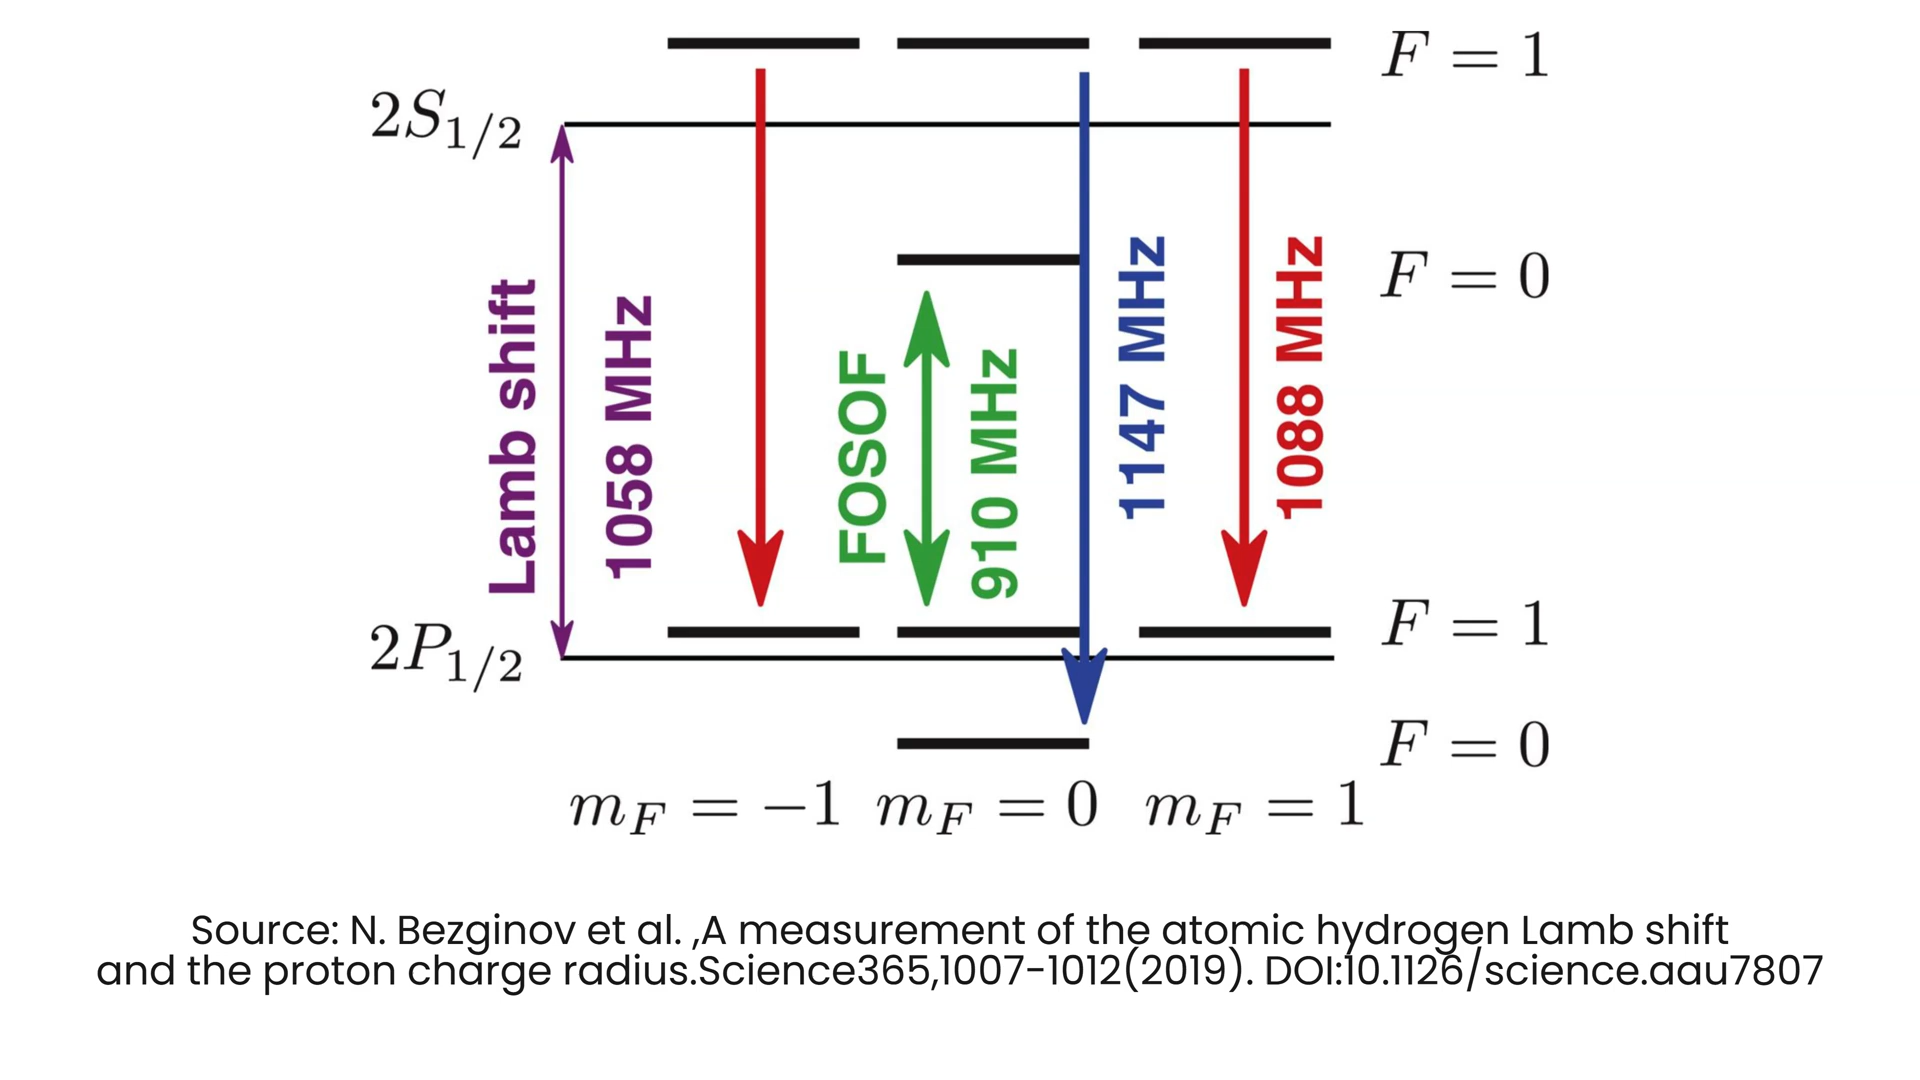 F = 1
2S1/2
F = 0
Lamb shift
1058 MHz
FOSOF
910 MHz
1147 MHz
1088 MHz
F = 1
2P1/2
F = 0
mF = −1 mF = 0 mF = 1
Source: N. Bezginov et al. ,A measurement of the atomic hydrogen Lamb shift
and the proton charge radius.Science365,1007-1012(2019). DOI:10.1126/science.aau7807